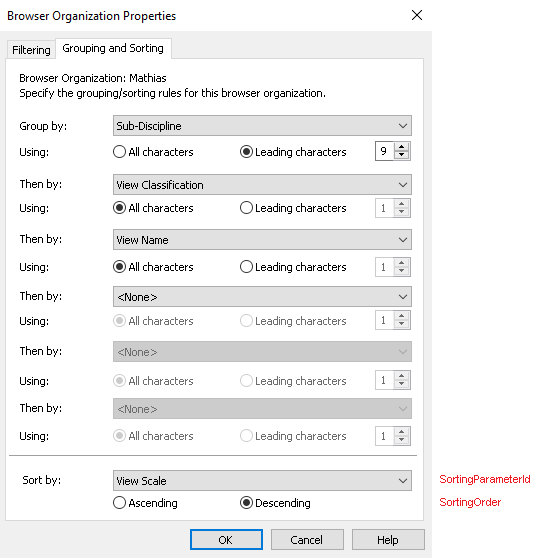 Browser Organization Properties
Filtering
Grouping and Sorting
Browser Organization: Mathias
Specify the grouping/sorting rules for this browser organization.
Group by:
Sub-Discipline
Using:
All characters
Leading characters
9
Then by:
View Classification
Using:
All characters
Leading characters
1
Then by:
View Name
Using:
All characters
Leading characters
1
Then by:
<None>
Using:
All characters
Leading characters
1
Then by:
<None>
Using:
All characters
Leading characters
1
Then by:
<None>
Using:
All characters
Leading characters
1
Sort by:
View Scale
SortingParameterId
Ascending
Descending
SortingOrder
OK
Cancel
Help